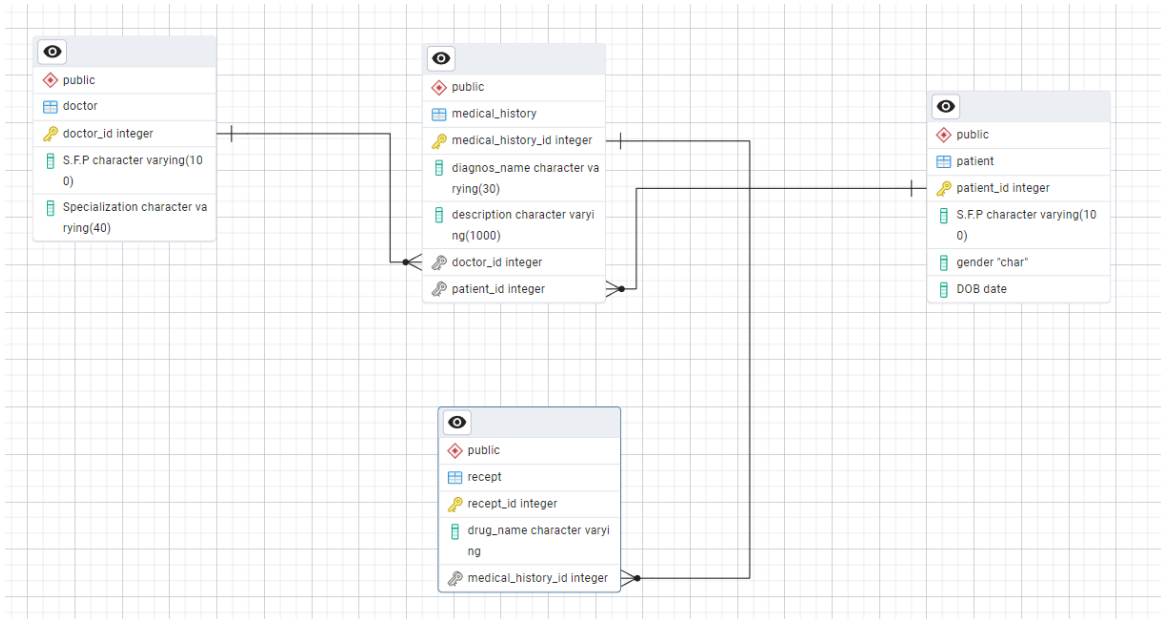 public
doctor
doctor_id integer
S.F.P character varying(10
0)
Specialization character va
rying(40)
public
medical_history
medical_history_id integer
diagnos_name character va
rying(30)
description character varyi
ng(1000)
doctor_id integer
patient_id integer
public
patient
patient_id integer
S.F.P character varying(10
0)
gender "char"
DOB date
public
recept
recept_id integer
drug_name character varyi
ng
medical_history_id integer